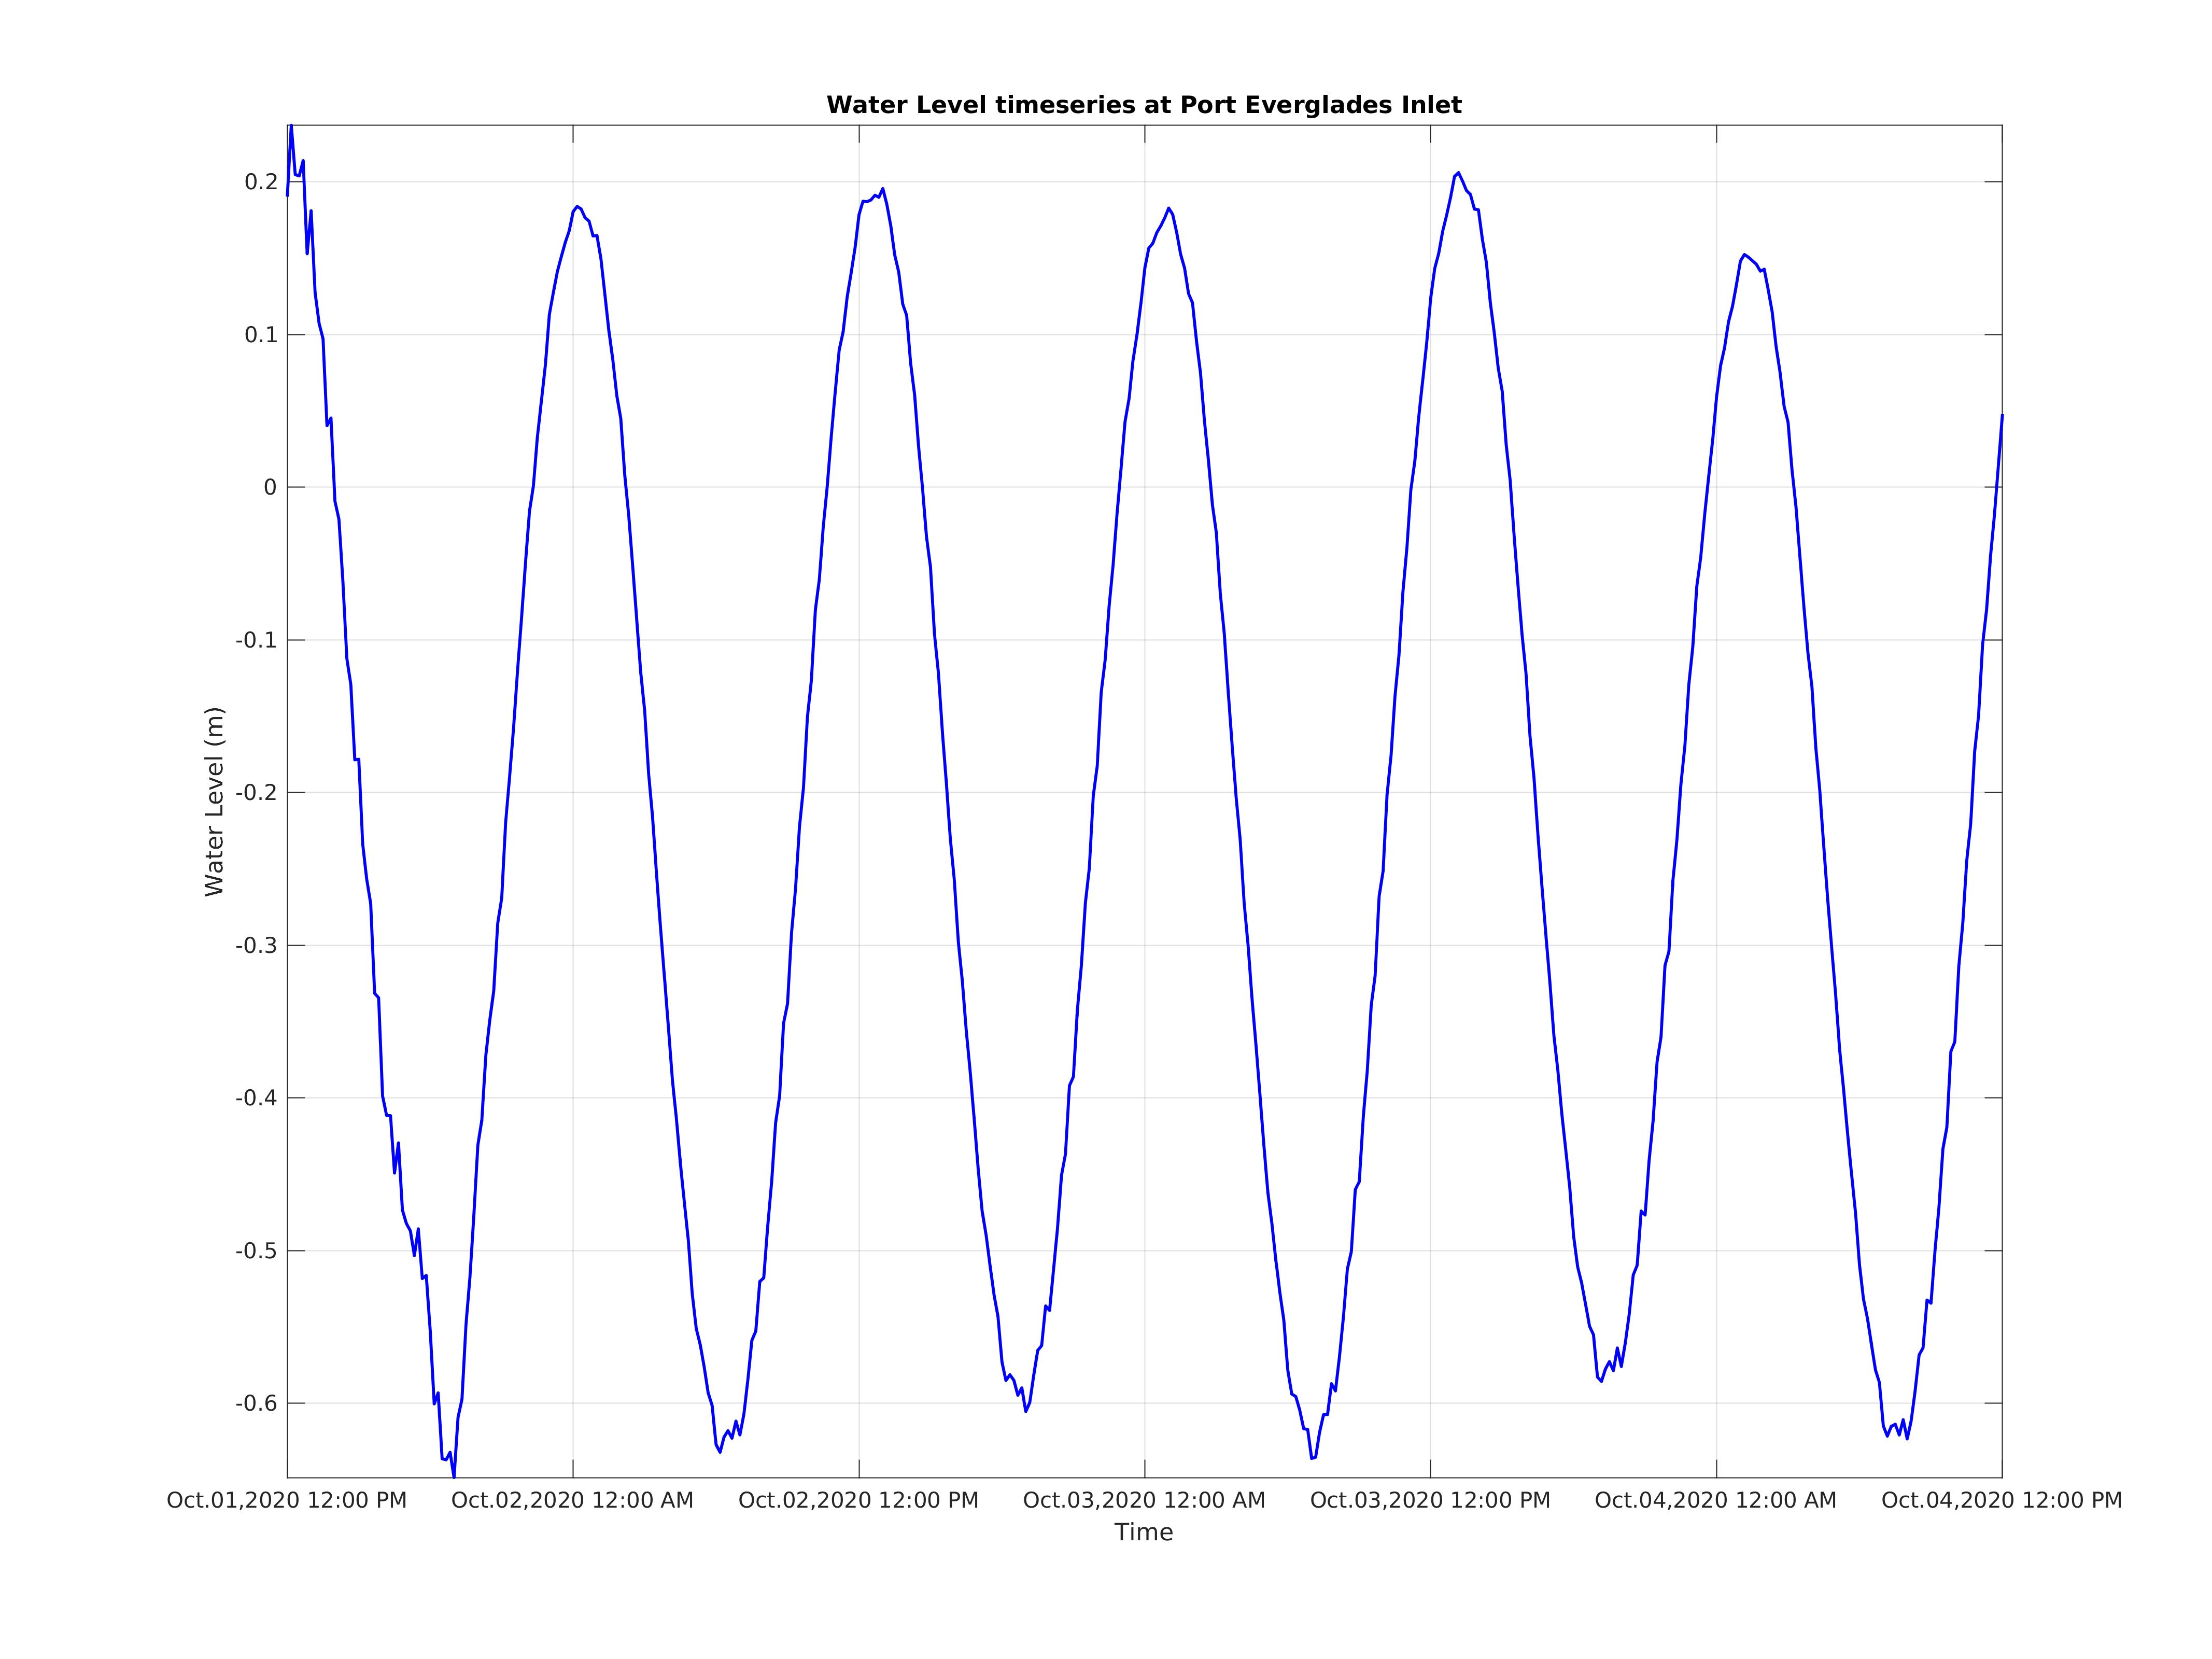 Water Level timeseries at Port Everglades Inlet
0.2
0.1
0
-0.1
-0.2
-0.3
-0.4
-0.5
-0.6
Water Level (m)
Oct.01,2020 12:00 PM Oct.02,2020 12:00 AM Oct.02,2020 12:00 PM Oct.03,2020 12:00 AM Oct.03,2020 12:00 PM Oct.04,2020 12:00 AM Oct.04,2020 12:00 PM
Time